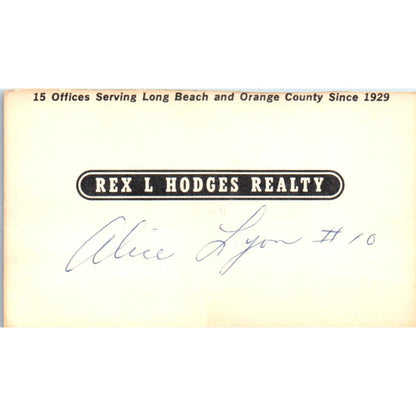 15 Offices Serving Long Beach and Orange County Since 1929
REX L HODGES REALTY
Alice Lyon #10